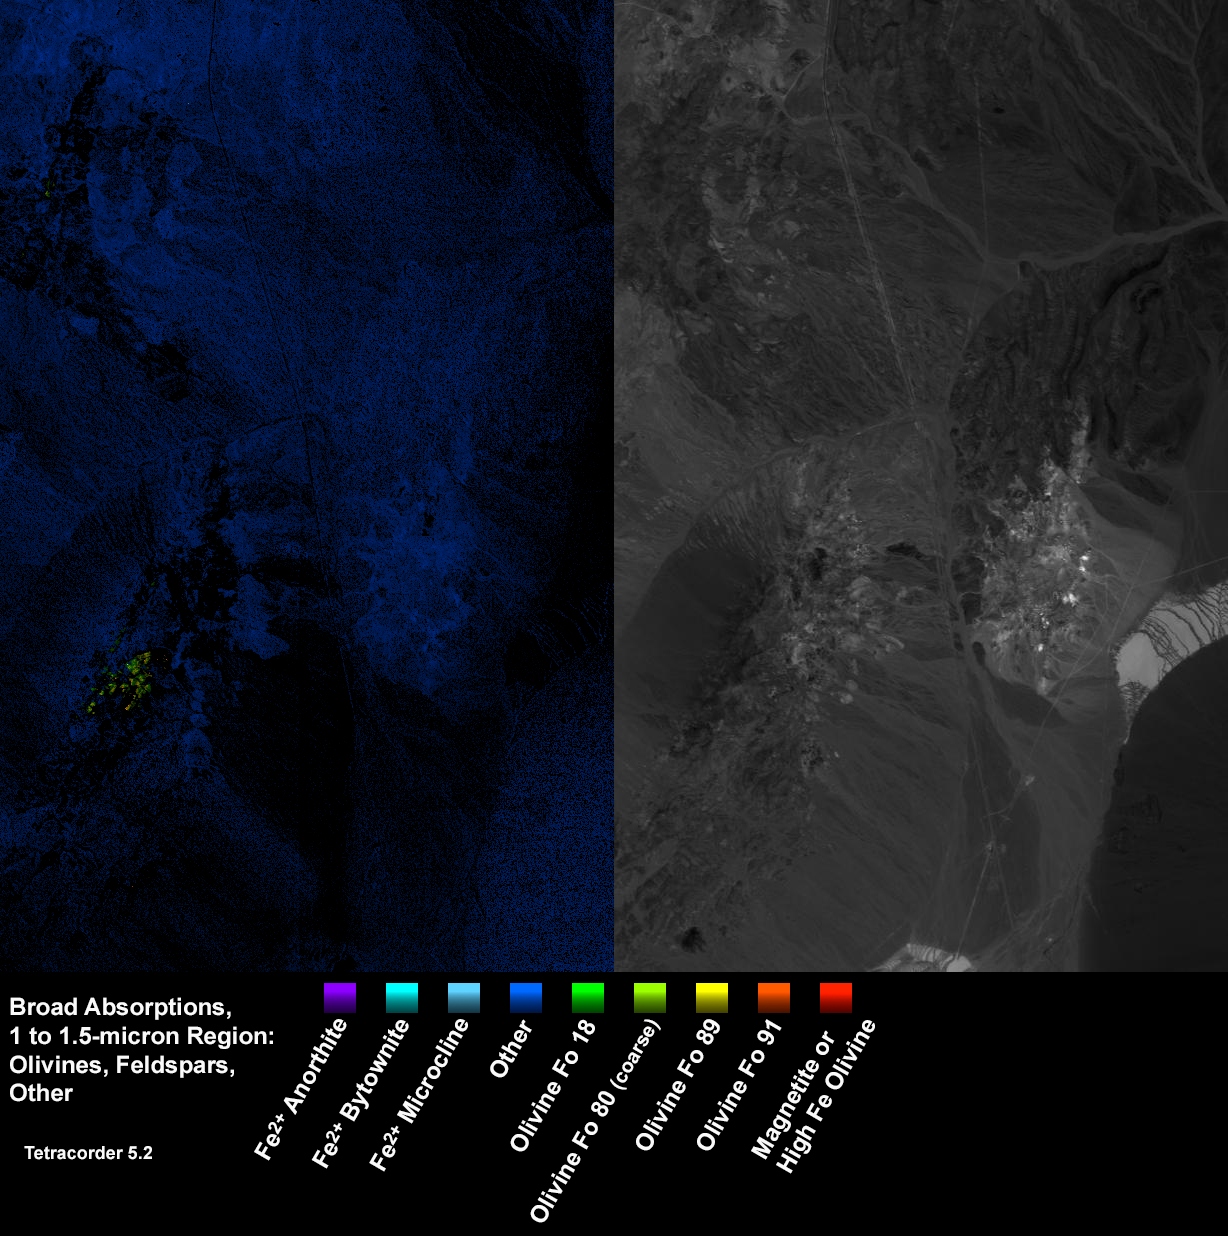 Broad Absorptions,
1 to 1.5-micron Region:
Olivines, Feldspars,
Other
Tetracorder 5.2
Fe2+ Anorthite
Fe2+ Bytownite
Fe2+ Microcline
Other
Olivine Fo 18
Olivine Fo 80 (coarse)
Olivine Fo 89
Olivine Fo 91
Magnetite or
High Fe Olivine